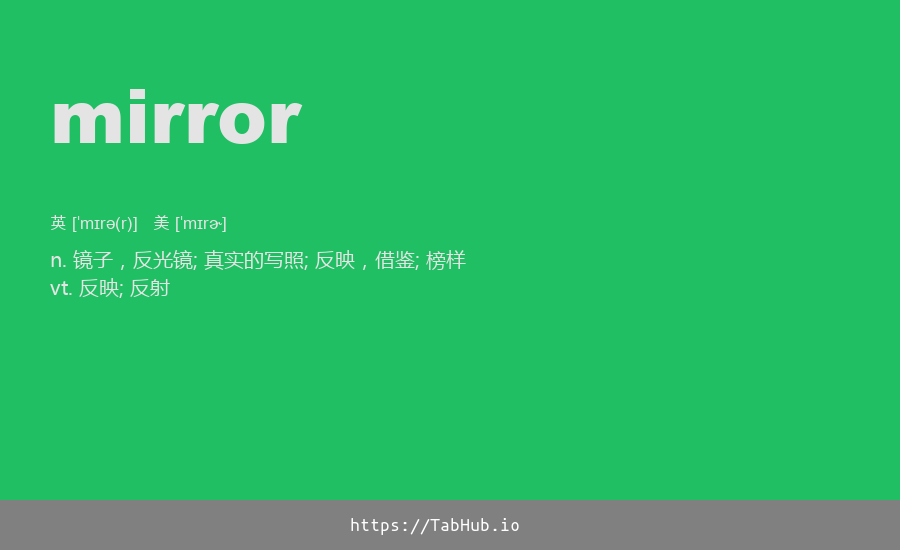 mirror
英 ['mɪrə(r)] 美 ['mɪrɚ]
n. 镜子，反光镜; 真实的写照; 反映，借鉴; 榜样
vt. 反映; 反射
https://TabHub.io